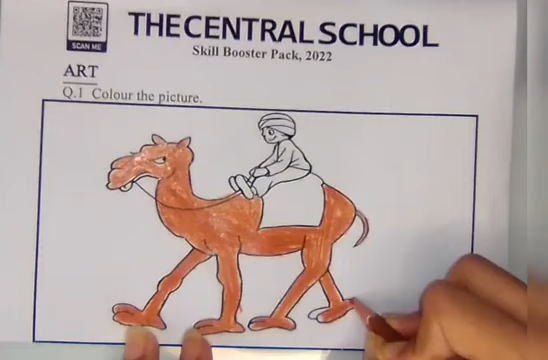 SCAN ME
THE CENTRAL SCHOOL
Skill Booster Pack, 2022
ART
Q.1 Colour the picture.